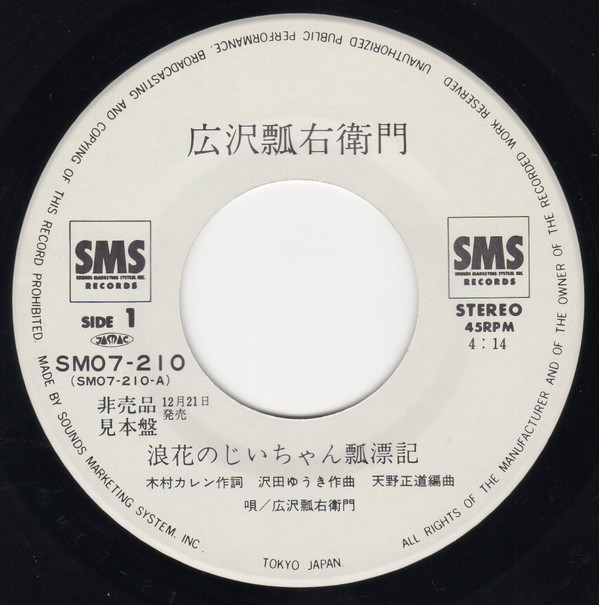 広沢瓢右衛門
SMS
SOUNDS MARKETING SYSTEM INC.
RECORDS
SIDE 1
JASRAC
SM07-210
(SM07-210-A)
非売品
見本盤
12月21日
発売
SMS
SOUNDS MARKETING SYSTEM INC.
RECORDS
STEREO
45RPM
4:14
浪花のじいちゃん瓢漂記
木村カレン作詞 沢田ゆうき作曲 天野正道編曲
唄/広沢瓢右衛門
MADE BY SOUNDS MARKETING SYSTEM, INC. TOKYO JAPAN. ALL RIGHTS OF THE MANUFACTURER AND OF THE OWNER OF THE RECORDED WORK RESERVED. UNAUTHORIZED PUBLIC PERFORMANCE. BROADCASTING AND COPYING OF THIS RECORD PROHIBITED.